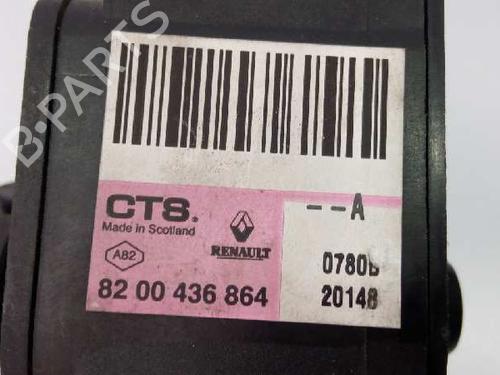 B-PARTS
CTS.
Made in Scotland
A82
RENAULT
82 00 436 864
--A
0780B
20148